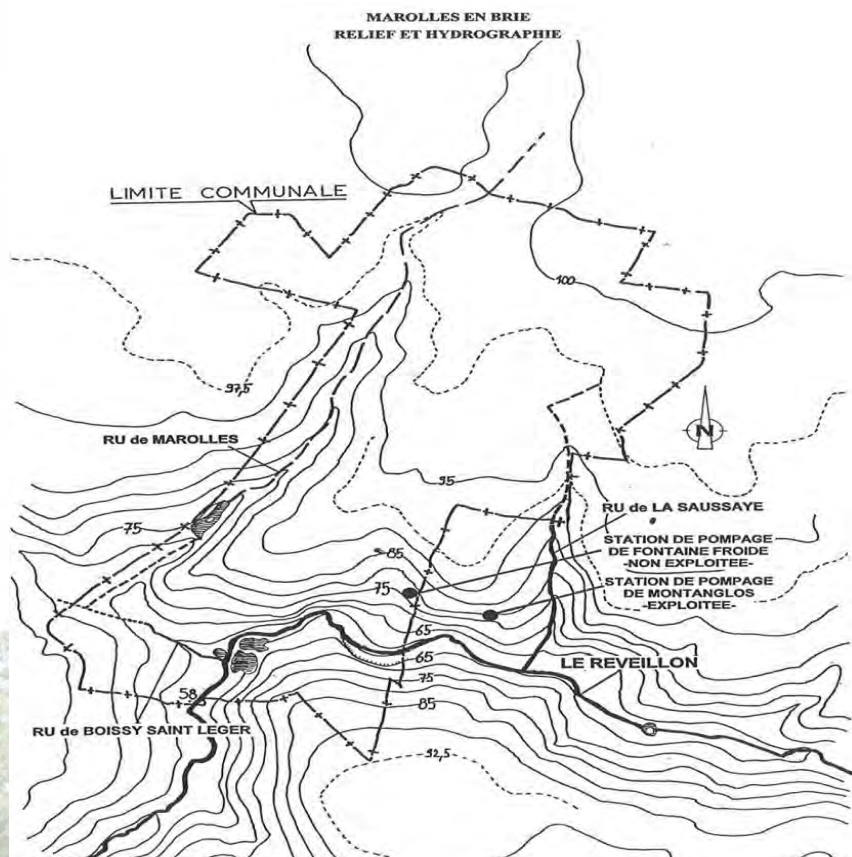 MAROLLES EN BRIE
RELIEF ET HYDROGRAPHIE
LIMITE COMMUNALE
100
97,5
N
RU de MAROLLES
95
RU de LA SAUSSAYE
75
STATION DE POMPAGE
DE FONTAINE FROIDE
-NON EXPLOITEE-
85
75
STATION DE POMPAGE
DE MONTANGLOS
-EXPLOITEE-
65
65
LE REVEILLON
75
58
85
RU de BOISSY SAINT LEGER
92,5